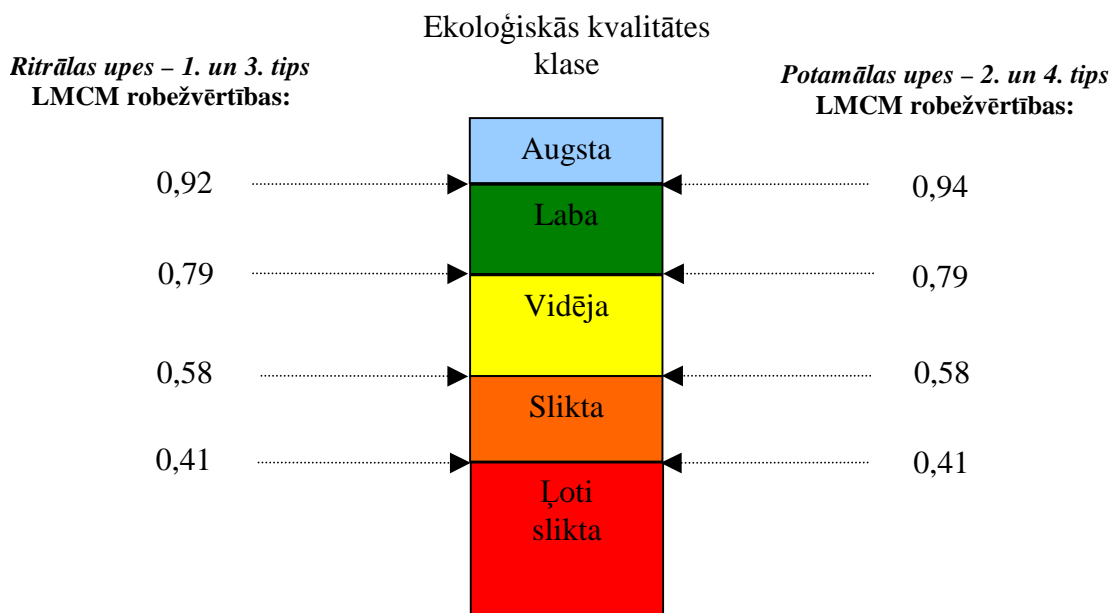 Ekoloģiskās kvalitātes
klase
Ritrālas upes – 1. un 3. tips
LMCM robežvērtības:
Potamālas upes – 2. un 4. tips
LMCM robežvērtības:
Augsta
0,92
0,94
Laba
0,79
0,79
Vidēja
0,58
0,58
Slikta
0,41
0,41
Ļoti
slikta